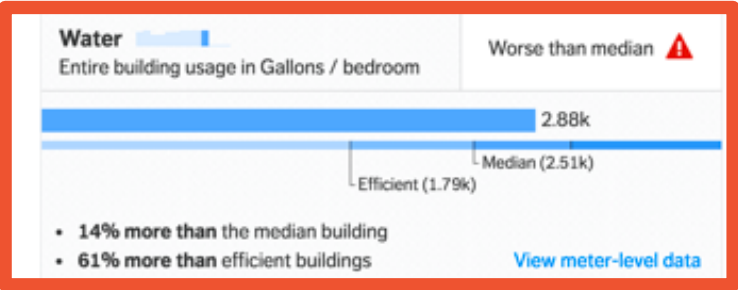 Water
Worse than median
Entire building usage in Gallons / bedroom
2.88k
Median (2.51k)
Efficient (1.79k)
• 14% more than the median building
• 61% more than efficient buildings
View meter-level data